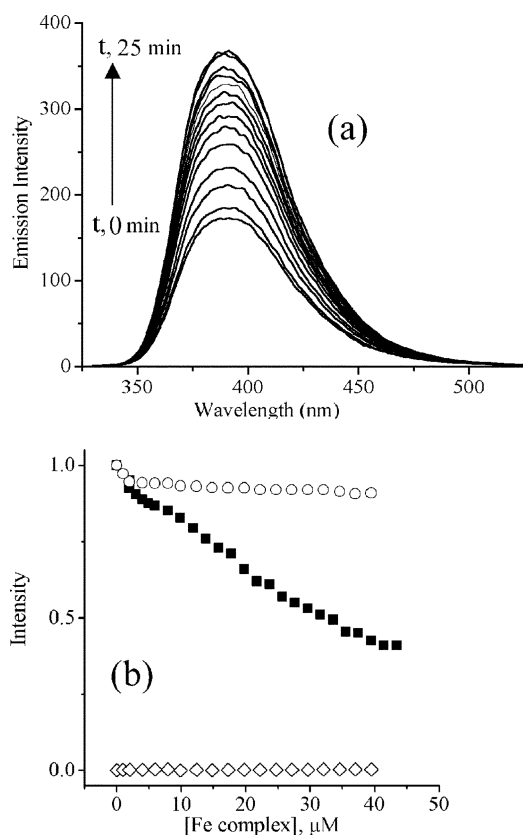 400
t, 25 min
300
(a)
200
t, 0 min
100
0
Emission Intensity
350
400
450
500
Wavelength (nm)
1.0
0.5
0.0
Intensity
(b)
0
10
20
30
40
50
[Fe complex], µM